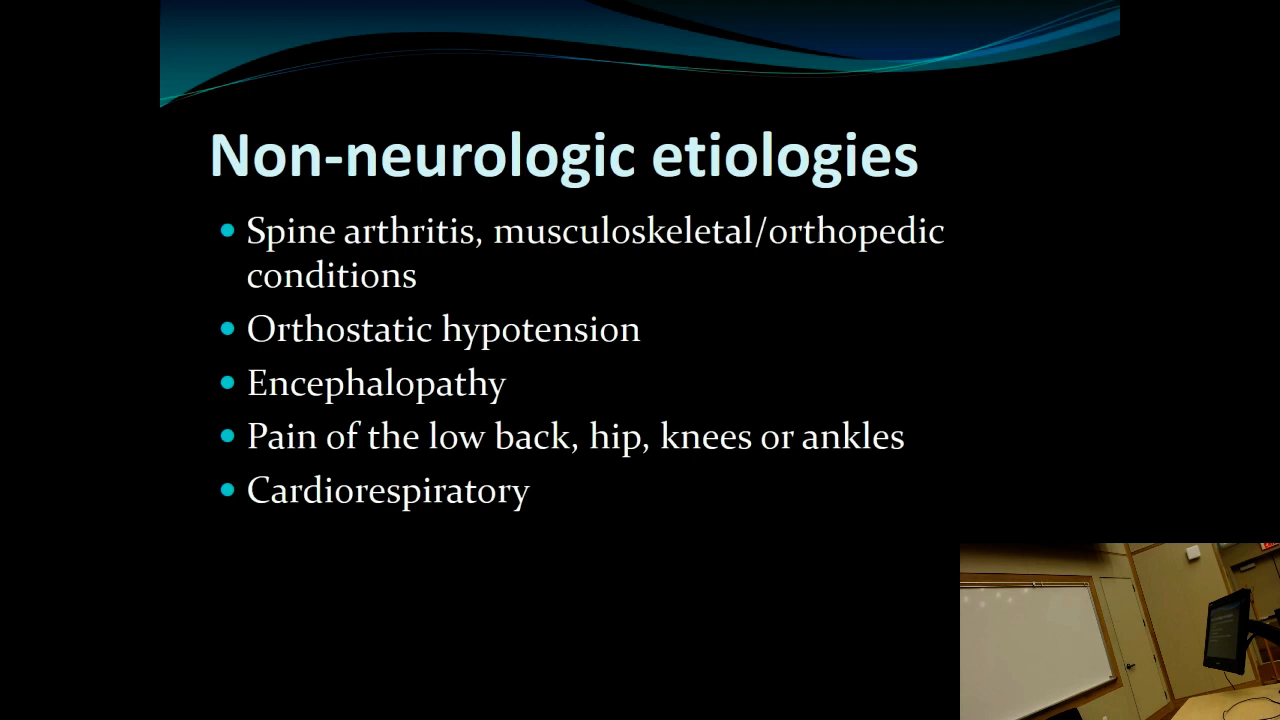 Non-neurologic etiologies
• Spine arthritis, musculoskeletal/orthopedic
conditions
• Orthostatic hypotension
• Encephalopathy
• Pain of the low back, hip, knees or ankles
• Cardiorespiratory